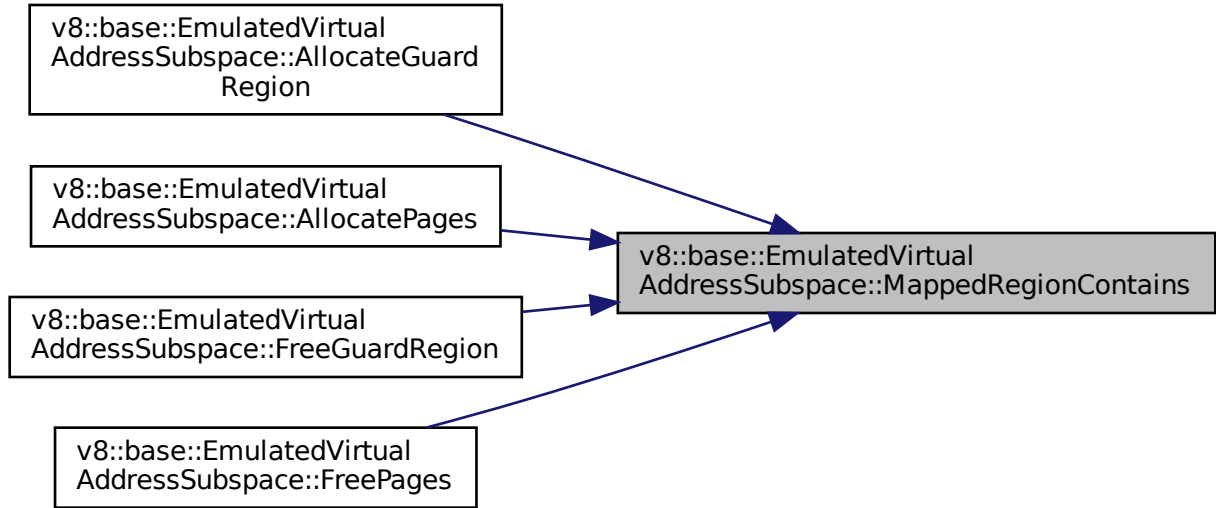 v8::base::EmulatedVirtual
AddressSubspace::AllocateGuard
Region
v8::base::EmulatedVirtual
AddressSubspace::AllocatePages
v8::base::EmulatedVirtual
AddressSubspace::MappedRegionContains
v8::base::EmulatedVirtual
AddressSubspace::FreeGuardRegion
v8::base::EmulatedVirtual
AddressSubspace::FreePages